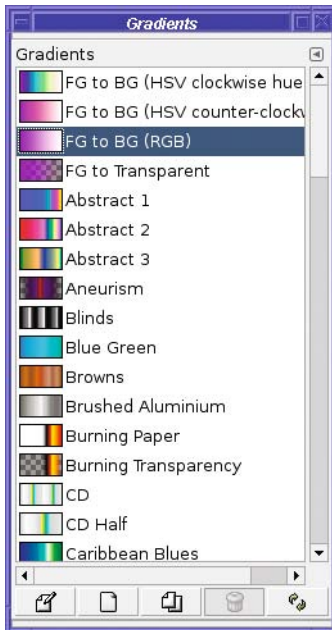 Gradients
Gradients
FG to BG (HSV clockwise hue
FG to BG (HSV counter-clockw
FG to BG (RGB)
FG to Transparent
Abstract 1
Abstract 2
Abstract 3
Aneurism
Blinds
Blue Green
Browns
Brushed Aluminium
Burning Paper
Burning Transparency
CD
CD Half
Caribbean Blues